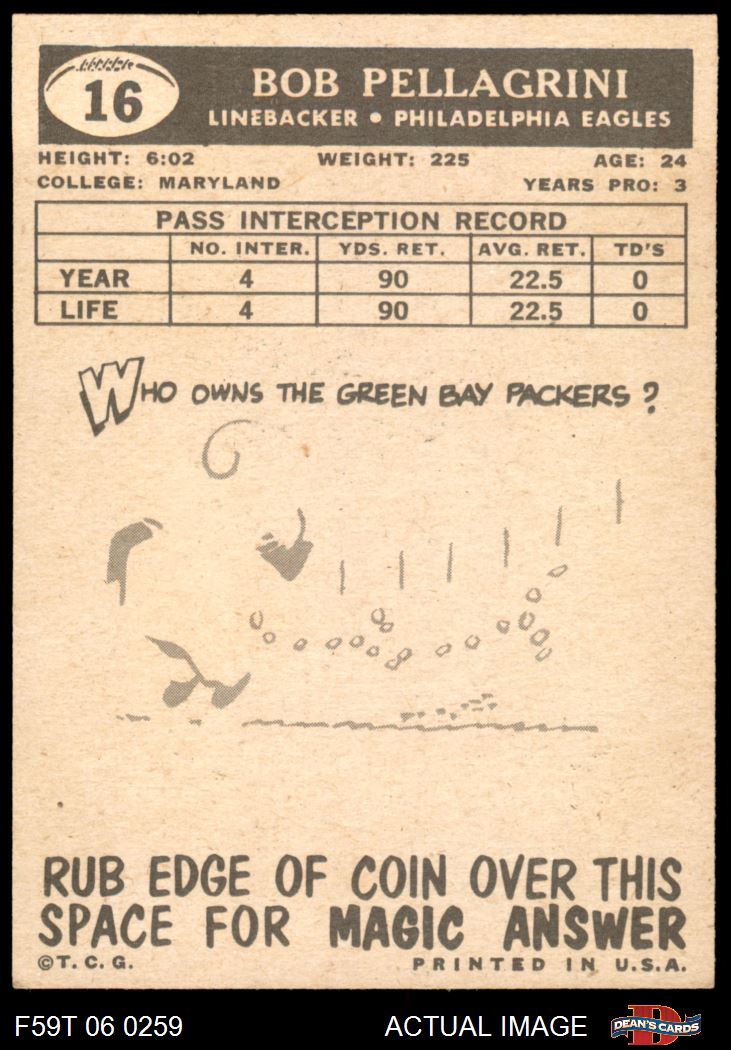 16
BOB PELLAGRINI
LINEBACKER • PHILADELPHIA EAGLES
HEIGHT: 6:02 WEIGHT: 225 AGE: 24
COLLEGE: MARYLAND YEARS PRO: 3
PASS INTERCEPTION RECORD
NO. INTER. YDS. RET. AVG. RET. TD'S
YEAR 4 90 22.5 0
LIFE 4 90 22.5 0
WHO OWNS THE GREEN BAY PACKERS?
RUB EDGE OF COIN OVER THIS
SPACE FOR MAGIC ANSWER
©T.C.G. PRINTED IN U.S.A.
F59T 06 0259 ACTUAL IMAGE D DEAN'S CARDS